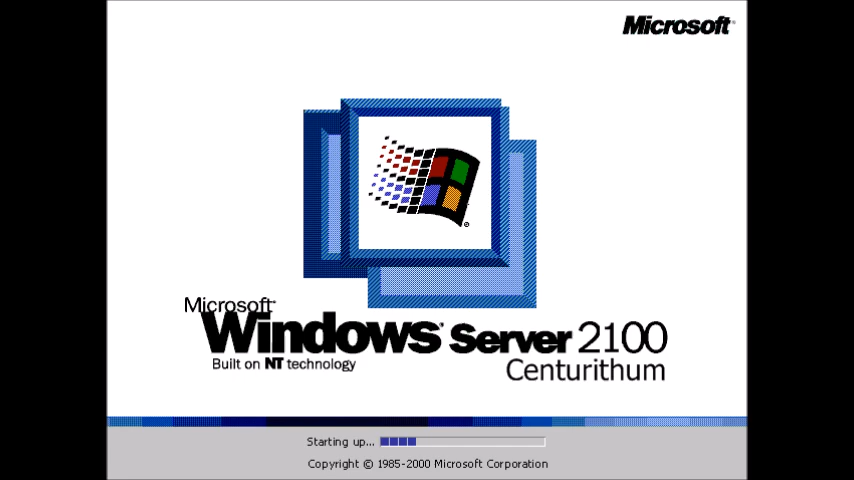 Microsoft
Microsoft
Windows Server 2100
Built on NT technology
Centurithum
Starting up...
Copyright © 1985-2000 Microsoft Corporation